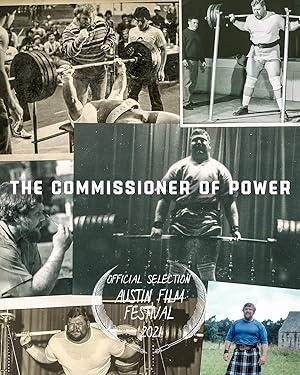 THE COMMISSIONER OF POWER
OFFICIAL SELECTION
AUSTIN FILM
FESTIVAL
2021